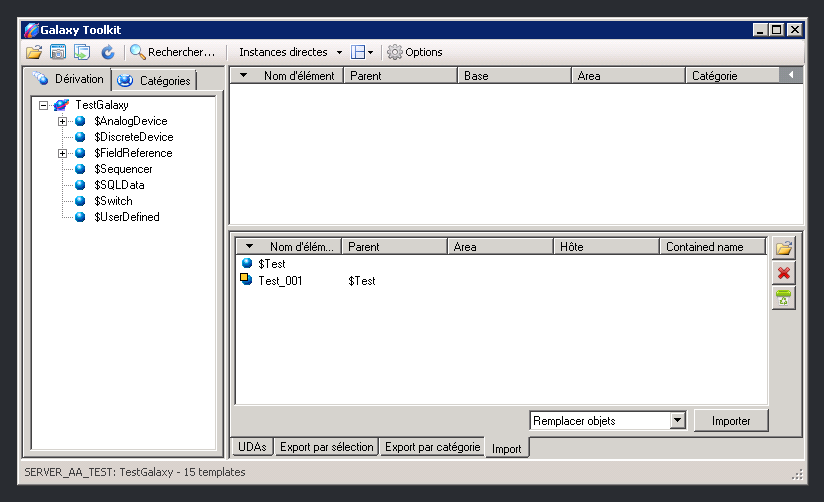 Galaxy Toolkit
Rechercher... Instances directes Options
Dérivation Catégories
TestGalaxy
$AnalogDevice
$DiscreteDevice
$FieldReference
$Sequencer
$SQLData
$Switch
$UserDefined
Nom d'élément Parent Base Area Catégorie
Nom d'élém... Parent Area Hôte Contained name
$Test
Test_001 $Test
Remplacer objets Importer
UDAs Export par sélection Export par catégorie Import
SERVER_AA_TEST: TestGalaxy - 15 templates